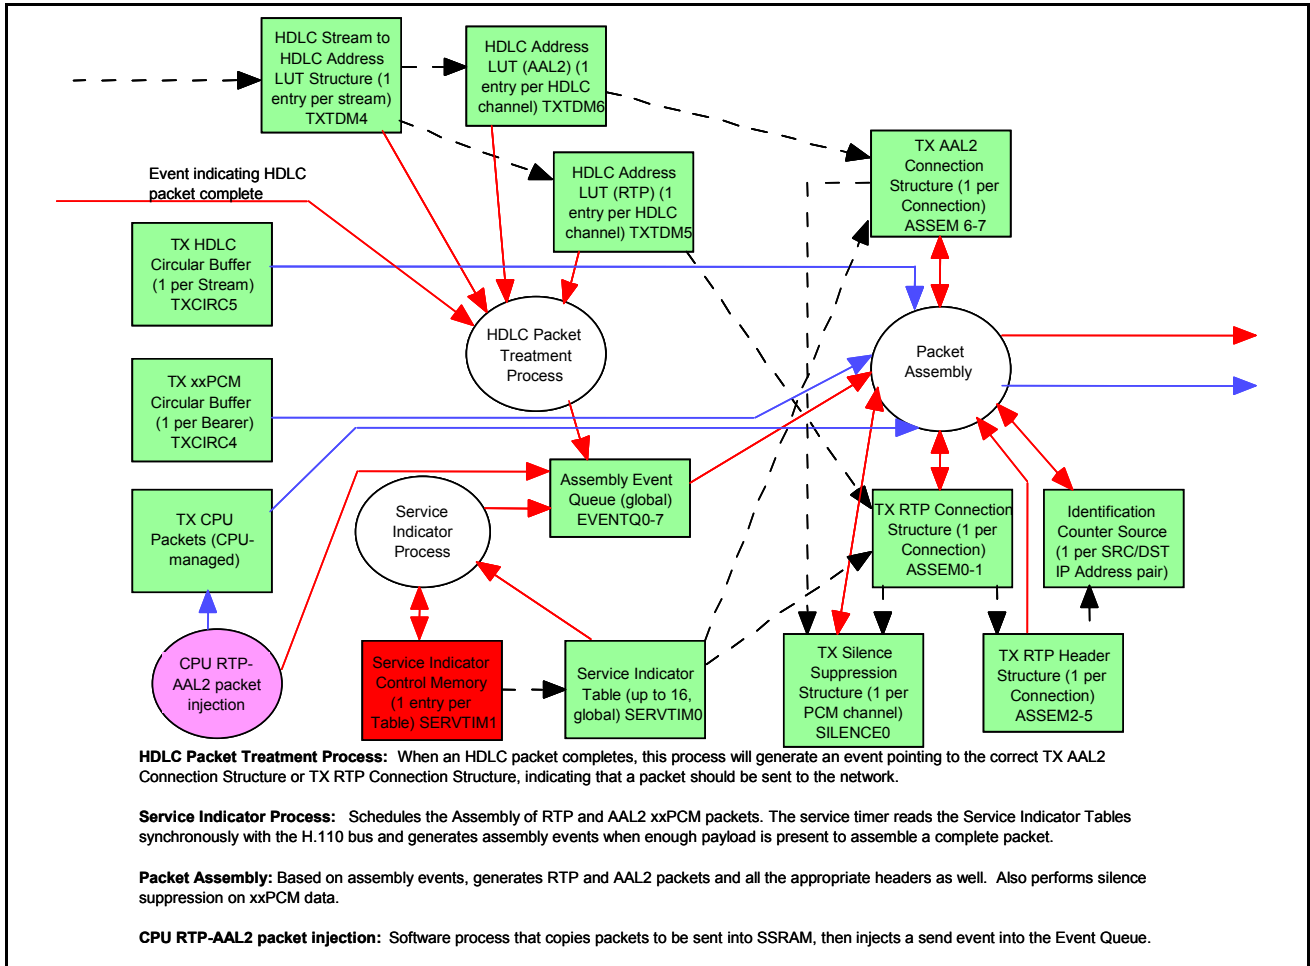 HDLC Stream to
HDLC Address
LUT Structure (1
entry per stream)
TXTDM4
HDLC Address
LUT (AAL2) (1
entry per HDLC
channel) TXTDM6
TX AAL2
Connection
Structure (1 per
Connection)
ASSEM 6-7
Event indicating HDLC
packet complete
HDLC Address
LUT (RTP) (1
entry per HDLC
channel) TXTDM5
TX HDLC
Circular Buffer
(1 per Stream)
TXCIRC5
HDLC Packet
Treatment
Process
Packet
Assembly
TX xxPCM
Circular Buffer
(1 per Bearer)
TXCIRC4
Assembly Event
Queue (global)
EVENTQ0-7
TX CPU
Packets (CPU-
managed)
Service
Indicator
Process
TX RTP Connection
Structure (1 per
Connection)
ASSEM0-1
Identification
Counter Source
(1 per SRC/DST
IP Address pair)
CPU RTP-
AAL2 packet
injection
Service Indicator
Control Memory
(1 entry per
Table) SERVTIM1
Service Indicator
Table (up to 16,
global) SERVTIM0
TX Silence
Suppression
Structure (1 per
PCM channel)
SILENCE0
TX RTP Header
Structure (1 per
Connection)
ASSEM2-5
HDLC Packet Treatment Process: When an HDLC packet completes, this process will generate an event pointing to the correct TX AAL2
Connection Structure or TX RTP Connection Structure, indicating that a packet should be sent to the network.
Service Indicator Process: Schedules the Assembly of RTP and AAL2 xxPCM packets. The service timer reads the Service Indicator Tables
synchronously with the H.110 bus and generates assembly events when enough payload is present to assemble a complete packet.
Packet Assembly: Based on assembly events, generates RTP and AAL2 packets and all the appropriate headers as well. Also performs silence
suppression on xxPCM data.
CPU RTP-AAL2 packet injection: Software process that copies packets to be sent into SSRAM, then injects a send event into the Event Queue.